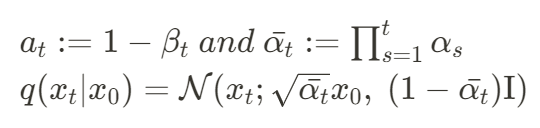 a_t := 1 − β_t and ᾱ_t := ∏_{s=1}^{t} α_s
q(x_t|x_0) = 𝒩(x_t; √ᾱ_t x_0, (1 − ᾱ_t)I)